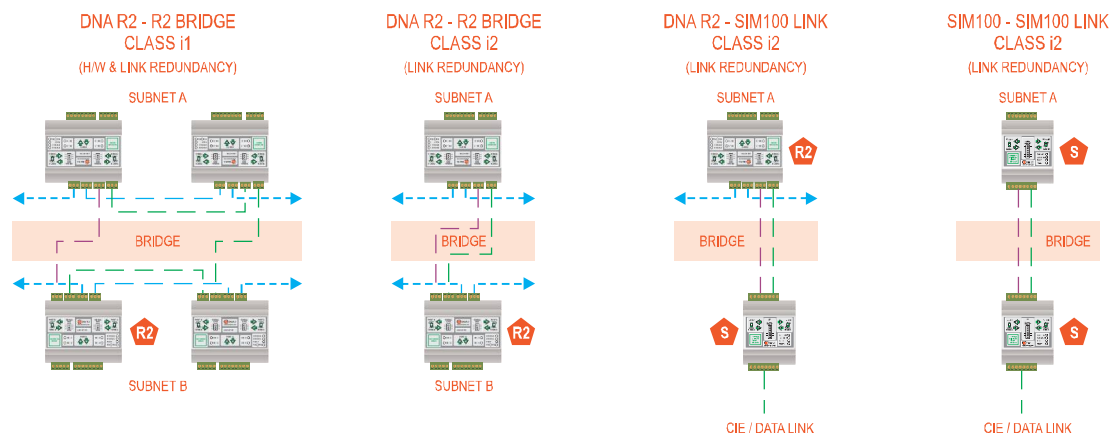 DNA R2 - R2 BRIDGE
CLASS i1
(H/W & LINK REDUNDANCY)
SUBNET A
BRIDGE
R2
SUBNET B
DNA R2 - R2 BRIDGE
CLASS i2
(LINK REDUNDANCY)
SUBNET A
BRIDGE
R2
SUBNET B
DNA R2 - SIM100 LINK
CLASS i2
(LINK REDUNDANCY)
SUBNET A
R2
BRIDGE
S
CIE / DATA LINK
SIM100 - SIM100 LINK
CLASS i2
(LINK REDUNDANCY)
SUBNET A
S
BRIDGE
S
CIE / DATA LINK